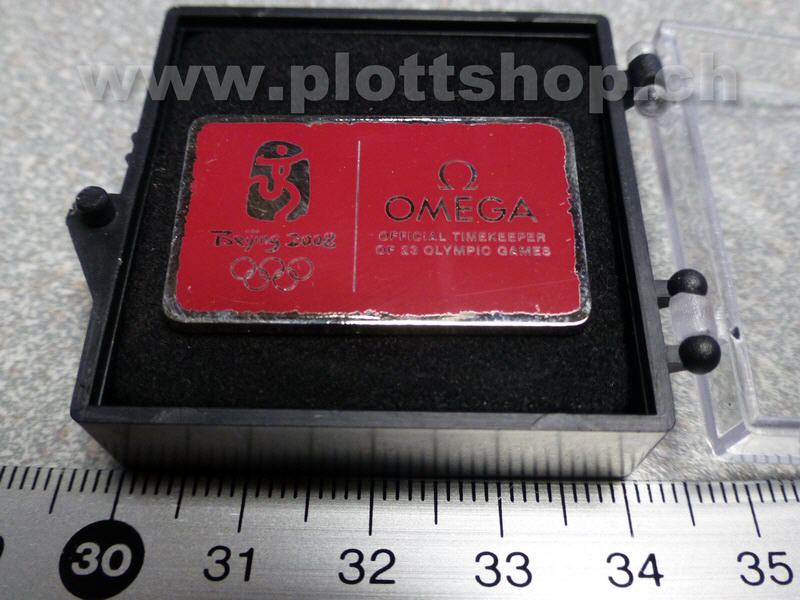 www.plottshop.ch
Beijing 2008
Ω
OMEGA
OFFICIAL TIMEKEEPER
OF 23 OLYMPIC GAMES
30 31 32 33 34 35